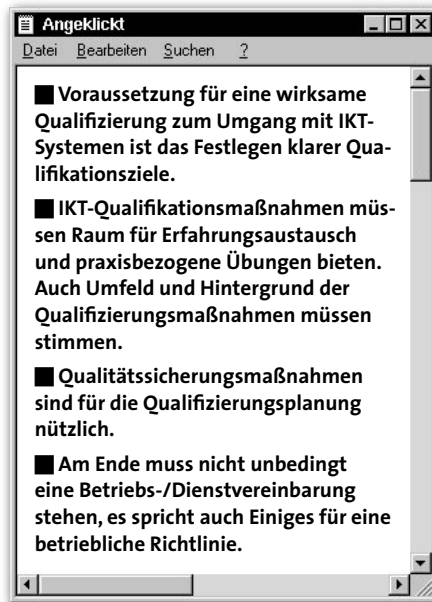 Angeklickt
Datei Bearbeiten Suchen ?
■ Voraussetzung für eine wirksame
Qualifizierung zum Umgang mit IKT-
Systemen ist das Festlegen klarer Qua-
lifikationsziele.
■ IKT-Qualifikationsmaßnahmen müs-
sen Raum für Erfahrungsaustausch
und praxisbezogene Übungen bieten.
Auch Umfeld und Hintergrund der
Qualifizierungsmaßnahmen müssen
stimmen.
■ Qualitätssicherungsmaßnahmen
sind für die Qualifizierungsplanung
nützlich.
■ Am Ende muss nicht unbedingt
eine Betriebs-/Dienstvereinbarung
stehen, es spricht auch Einiges für eine
betriebliche Richtlinie.